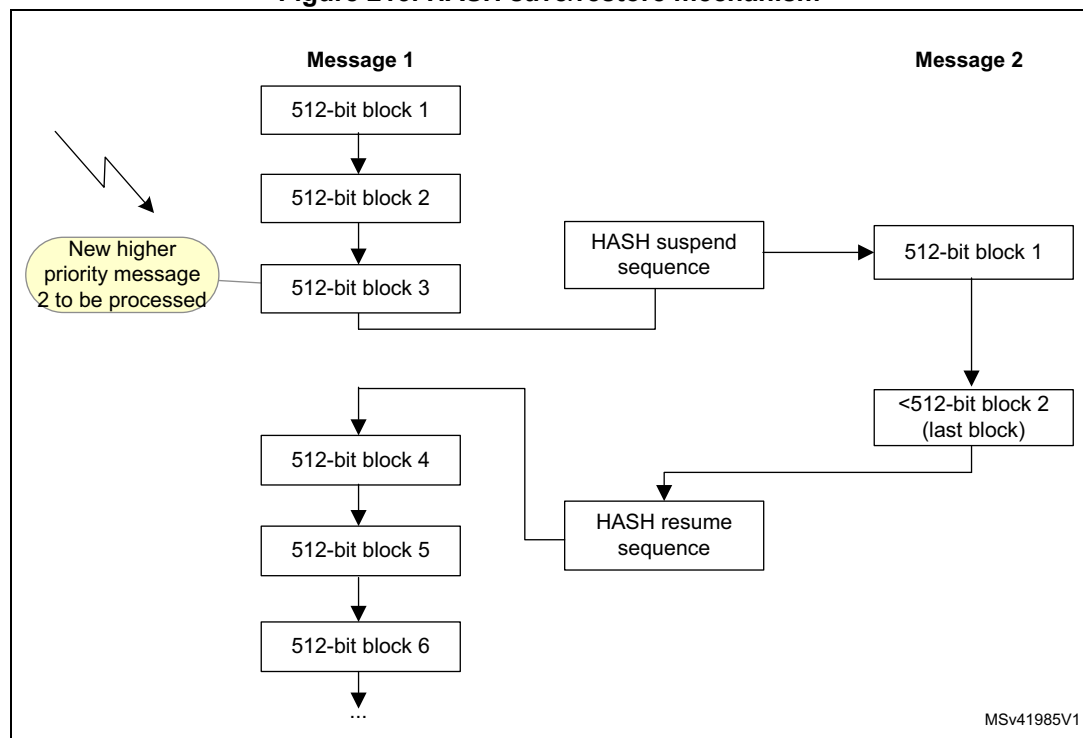 Message 1
Message 2
512-bit block 1
512-bit block 2
New higher
priority message
2 to be processed
512-bit block 3
HASH suspend
sequence
512-bit block 1
<512-bit block 2
(last block)
512-bit block 4
HASH resume
sequence
512-bit block 5
512-bit block 6
...
MSv41985V1